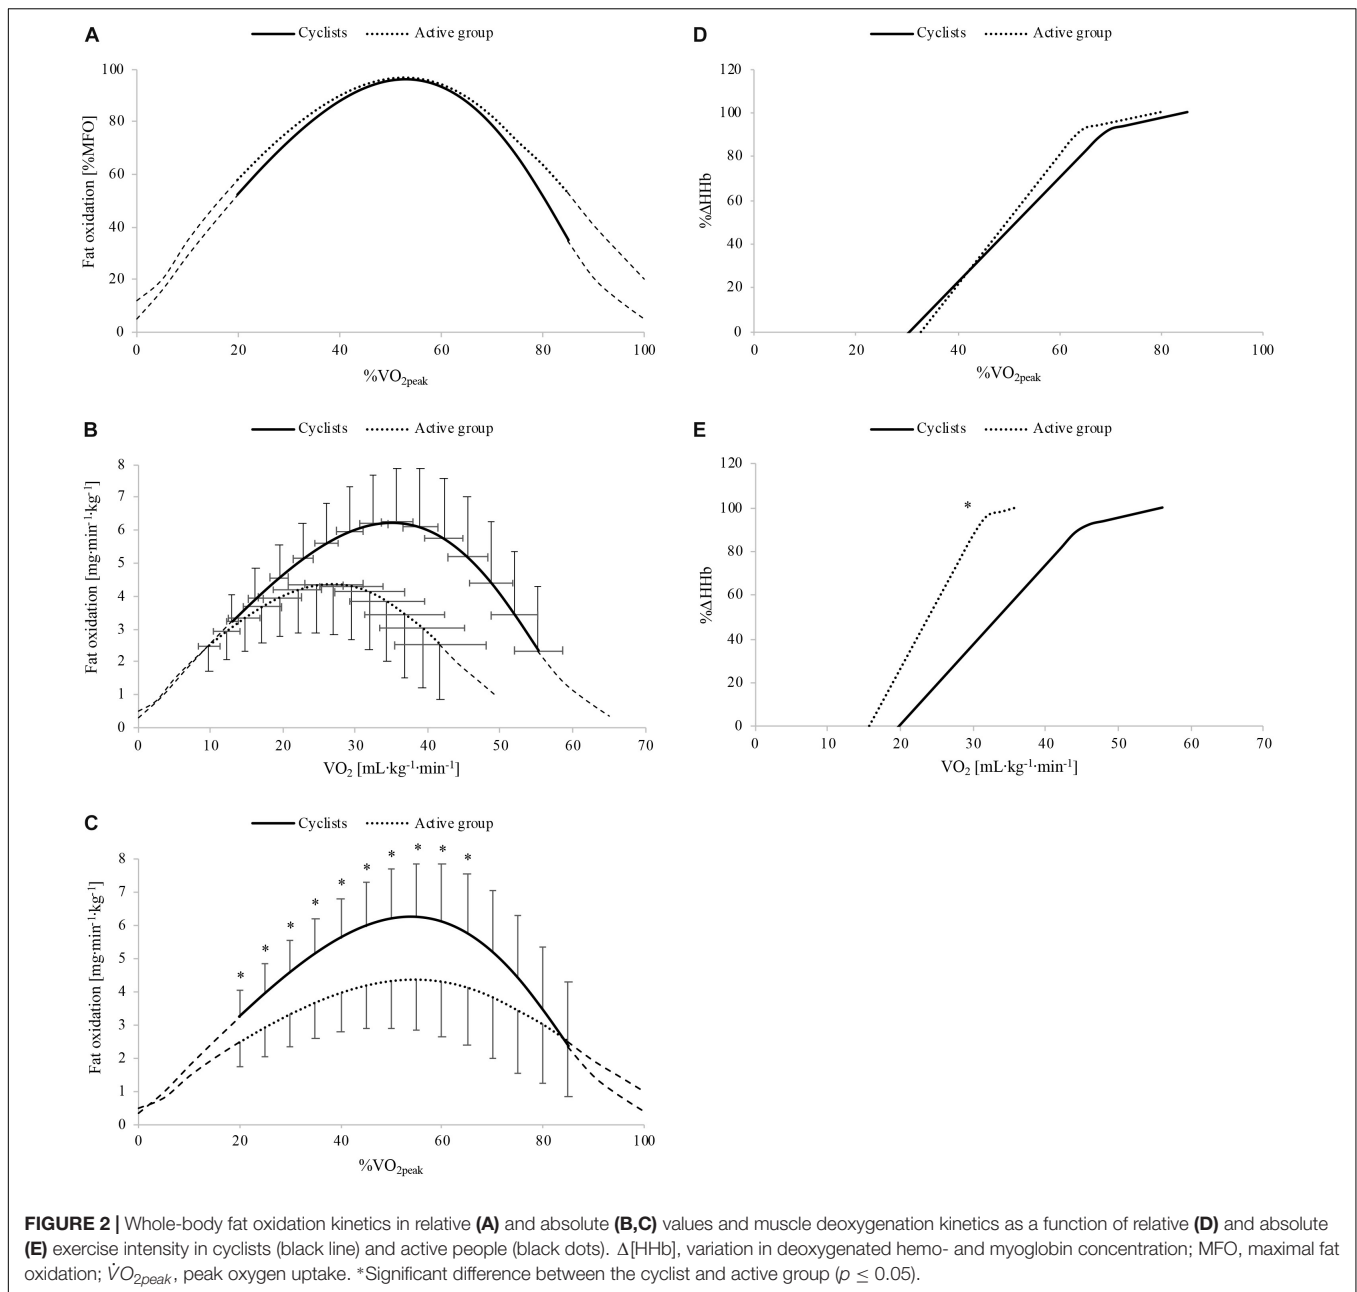 A
Cyclists Active group
Fat oxidation [%MFO]
100
80
60
40
20
0
0 20 40 60 80 100
%VO2peak
D
Cyclists Active group
%ΔHHb
120
100
80
60
40
20
0
0 20 40 60 80 100
%VO2peak
B
Cyclists Active group
Fat oxidation [mg·min-1·kg-1]
8
7
6
5
4
3
2
1
0
0 10 20 30 40 50 60 70
VO2 [mL·kg-1·min-1]
E
Cyclists Active group
%ΔHHb
120
100
80
60
40
20
0
*
0 10 20 30 40 50 60 70
VO2 [mL·kg-1·min-1]
C
Cyclists Active group
Fat oxidation [mg·min-1·kg-1]
8
7
6
5
4
3
2
1
0
* * * * * * * * * *
0 20 40 60 80 100
%VO2peak
FIGURE 2 | Whole-body fat oxidation kinetics in relative (A) and absolute (B,C) values and muscle deoxygenation kinetics as a function of relative (D) and absolute
(E) exercise intensity in cyclists (black line) and active people (black dots). Δ[HHb], variation in deoxygenated hemo- and myoglobin concentration; MFO, maximal fat
oxidation; V̇O2peak, peak oxygen uptake. *Significant difference between the cyclist and active group (p ≤ 0.05).